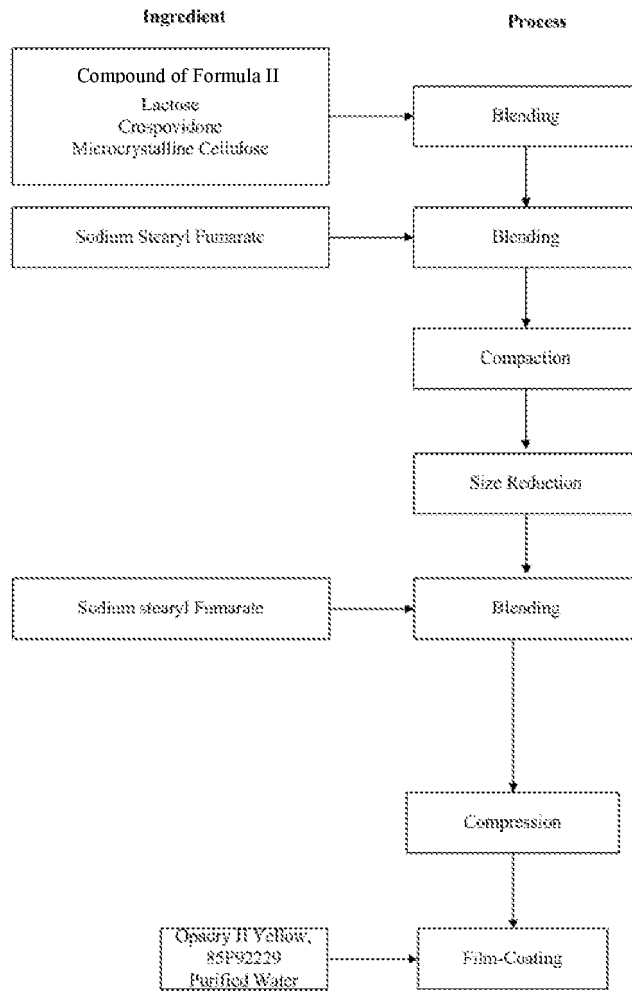 Ingredient
Process
Compound of Formula II
Lactose
Crospovidone
Microcrystalline Cellulose
Blending
Sodium Stearyl Fumarate
Blending
Compaction
Size Reduction
Sodium stearyl Fumarate
Blending
Compression
Opadry II Yellow,
85F92229
Purified Water
Film-Coating